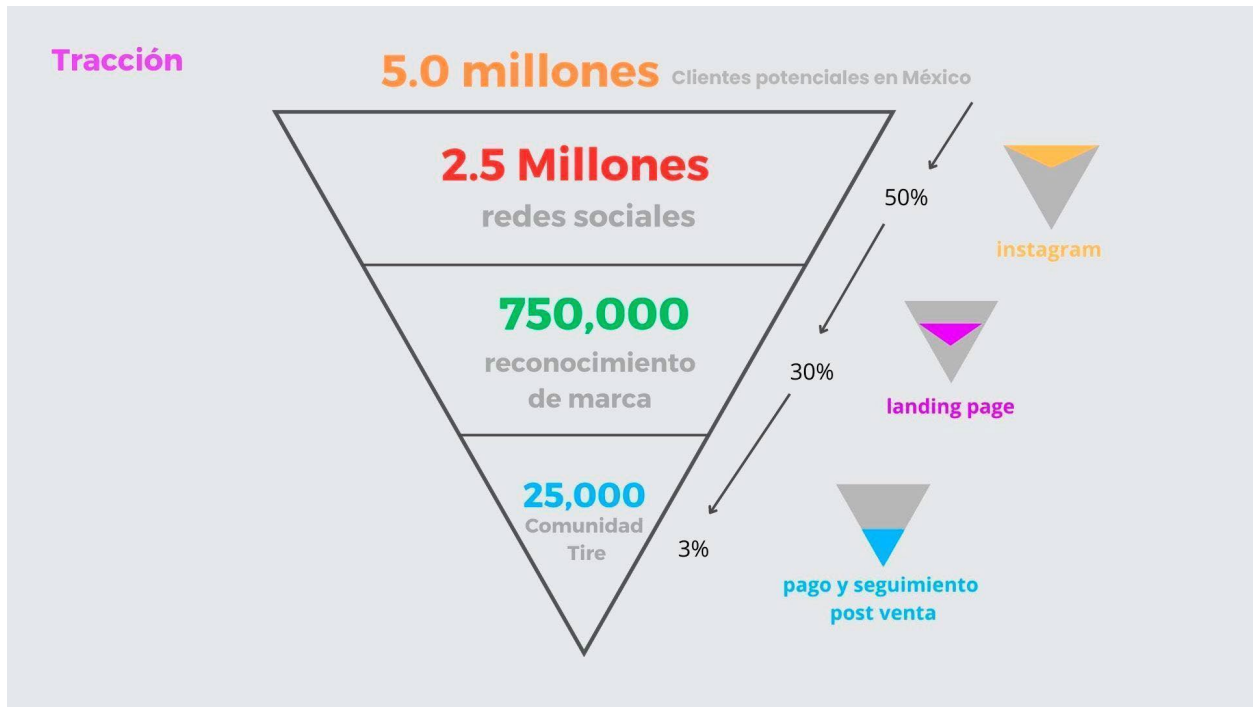 Tracción
5.0 millones Clientes potenciales en México
2.5 Millones
redes sociales
50%
instagram
750,000
reconocimiento
de marca
30%
landing page
25,000
Comunidad
Tire
3%
pago y seguimiento
post venta